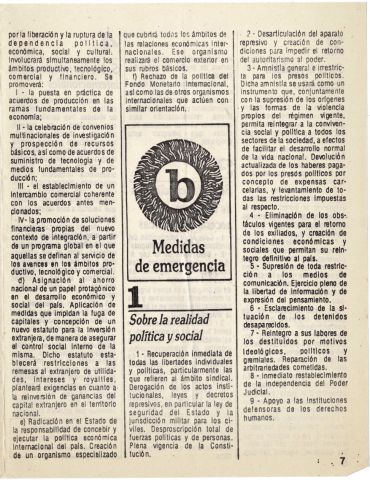 por la liberación y la ruptura de la
dependencia política,
económica, social y cultural.
Involucrará simultáneamente los
ámbitos productivo, tecnológico,
comercial y financiero. Se
promoverá:
I - la puesta en práctica de
acuerdos de producción en las
ramas fundamentales de la
economía;
II - la celebración de convenios
multinacionales de investigación
y prospección de recursos
básicos, así como de acuerdos de
suministro de tecnología y de
medios fundamentales de pro-
ducción;
III - el establecimiento de un
intercambio comercial coherente
con los acuerdos antes men-
cionados;
IV- la promoción de soluciones
financieras propias del nuevo
contexto de integración, a partir
de un programa global en el que
aquellas se definan al servicio de
los avances en los ámbitos produc-
tivo, tecnológico y comercial.
d) Asignación al ahorro
nacional de un papel protagónico
en el desarrollo económico y
social del país. Aplicación de
medidas que impidan la fuga de
capitales y concepción de un
nuevo estatuto para la inversión
extranjera, de manera de asegurar
el control social interno de la
misma. Dicho estatuto esta-
blecerá restricciones a las
remesas al extranjero de utilida-
des, intereses y royalties,
planteará exigencias en cuanto a
la reinversión de ganancias del
capital extranjero en el territorio
nacional.
e) Radicación en el Estado de
la responsabilidad de concebir y
ejecutar la política económica
internacional del país. Creación
de un organismo especializado
que cubrirá todos los ámbitos de
las relaciones económicas inter-
nacionales. Ese organismo
realizará el comercio exterior en
sus rubros básicos.
f) Rechazo de la política del
Fondo Monetario Internacional,
así como las de otros organismos
internacionales que actúen con
similar orientación.
b
Medidas
de emergencia
1
Sobre la realidad
política y social
1 - Recuperación inmediata de
todas las libertades individuales
y políticas, particularmente las
que refieren al ámbito sindical.
Derogación de los actos insti-
tucionales, leyes y decretos
represivos, en particular la ley de
seguridad del Estado y la
jurisdicción militar para los ci-
viles. Desproscripción total de
fuerzas políticas y de personas.
Plena vigencia de la Consti-
tución.
2 - Desarticulación del aparato
represivo y creación de con-
diciones para impedir el retorno
del autoritarismo al poder.
3 - Amnistía general e irrestric-
ta para los presos políticos.
Dicha amnistía se usará como un
instrumento que, conjuntamente
con la supresión de los orígenes
y las formas de la violencia
propios del régimen vigente,
permita reintegrar a la conviven-
cia social y política a todos los
sectores de la sociedad, a efectos
de facilitar el desarrollo normal
de la vida nacional. Devolución
actualizada de los haberes paga-
dos por los presos políticos por
concepto de expensas car-
celarias, y levantamiento de to-
das las restricciones impuestas
al respecto.
4 - Eliminación de los obs-
táculos vigentes para el retorno
de los exiliados, y creación de
condiciones económicas y
sociales que permitan su rein-
tegro definitivo al país.
5 - Supresión de toda restric-
ción a los medios de
comunicación. Ejercicio pleno de
la libertad de información y de
expresión del pensamiento.
6 - Esclarecimiento de la si-
tuación de los detenidos
desaparecidos.
7 - Reintegro a sus labores de
los destituidos por motivos
ideológicos, políticos y
gremiales. Reparación de las
arbitrariedades cometidas.
8 - Inmediato restablecimiento
de la independencia del Poder
Judicial.
9 - Apoyo a las instituciones
defensoras de los derechos
humanos.
7